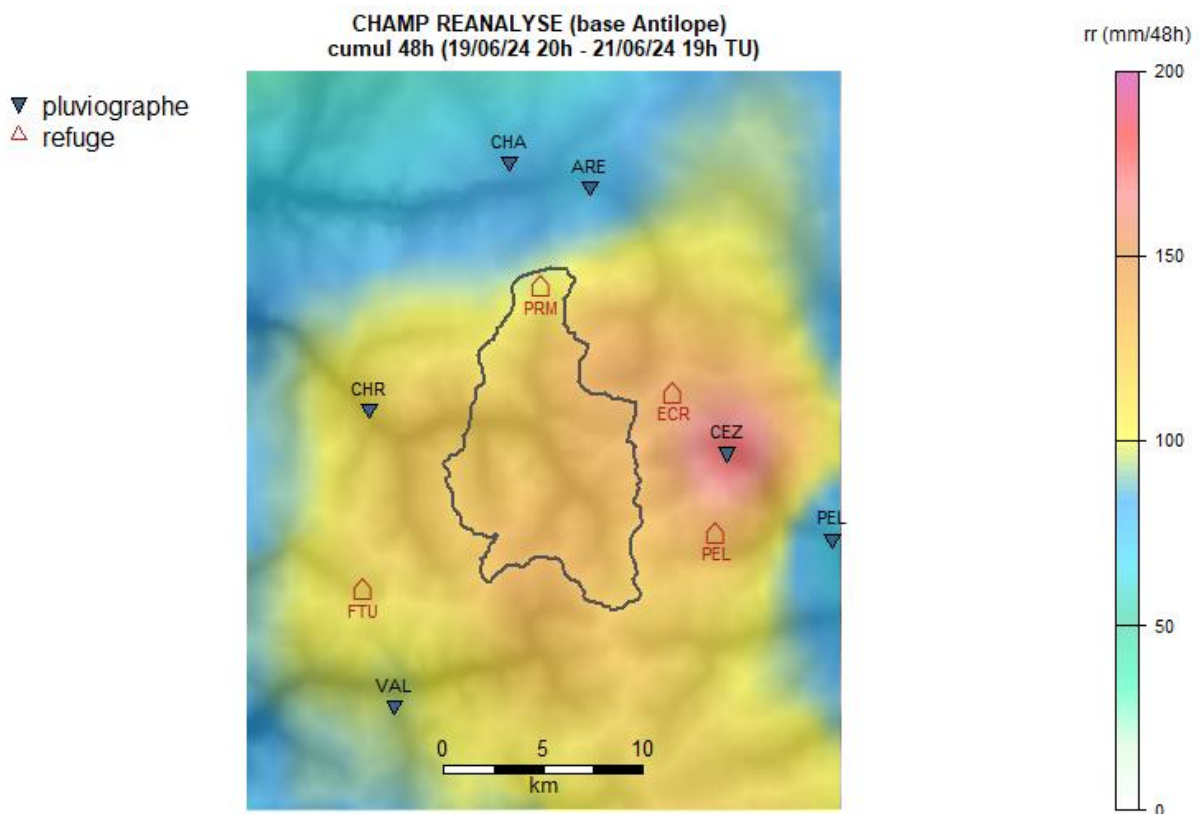 CHAMP REANALYSE (base Antilope)
cumul 48h (19/06/24 20h - 21/06/24 19h TU)
rr (mm/48h)
pluviographe
refuge
CHA
ARE
PRM
CHR
ECR
CEZ
PEL
PEL
FTU
VAL
0 5 10
km
200
150
100
50
0